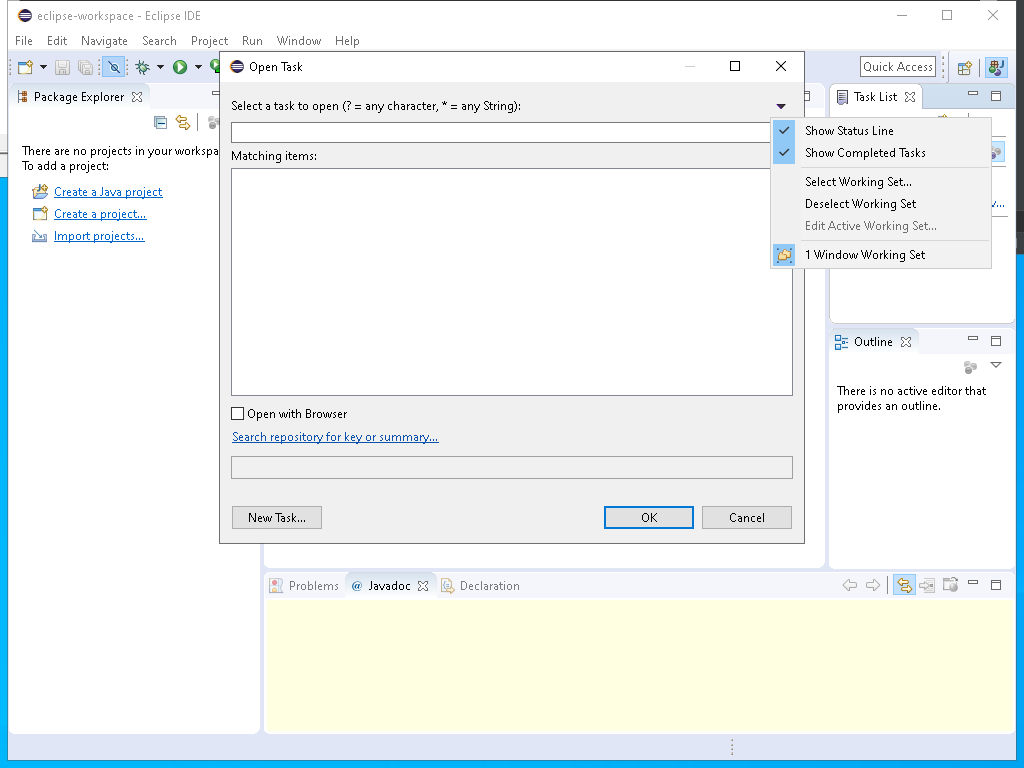 eclipse-workspace - Eclipse IDE
File Edit Navigate Search Project Run Window Help
Quick Access
Package Explorer
There are no projects in your workspa
To add a project:
Create a Java project
Create a project...
Import projects...
Open Task
Select a task to open (? = any character, * = any String):
Matching items:
Open with Browser
Search repository for key or summary...
New Task...
OK
Cancel
Task List
Show Status Line
Show Completed Tasks
Select Working Set...
Deselect Working Set
Edit Active Working Set...
1 Window Working Set
Outline
There is no active editor that
provides an outline.
Problems
@ Javadoc
Declaration